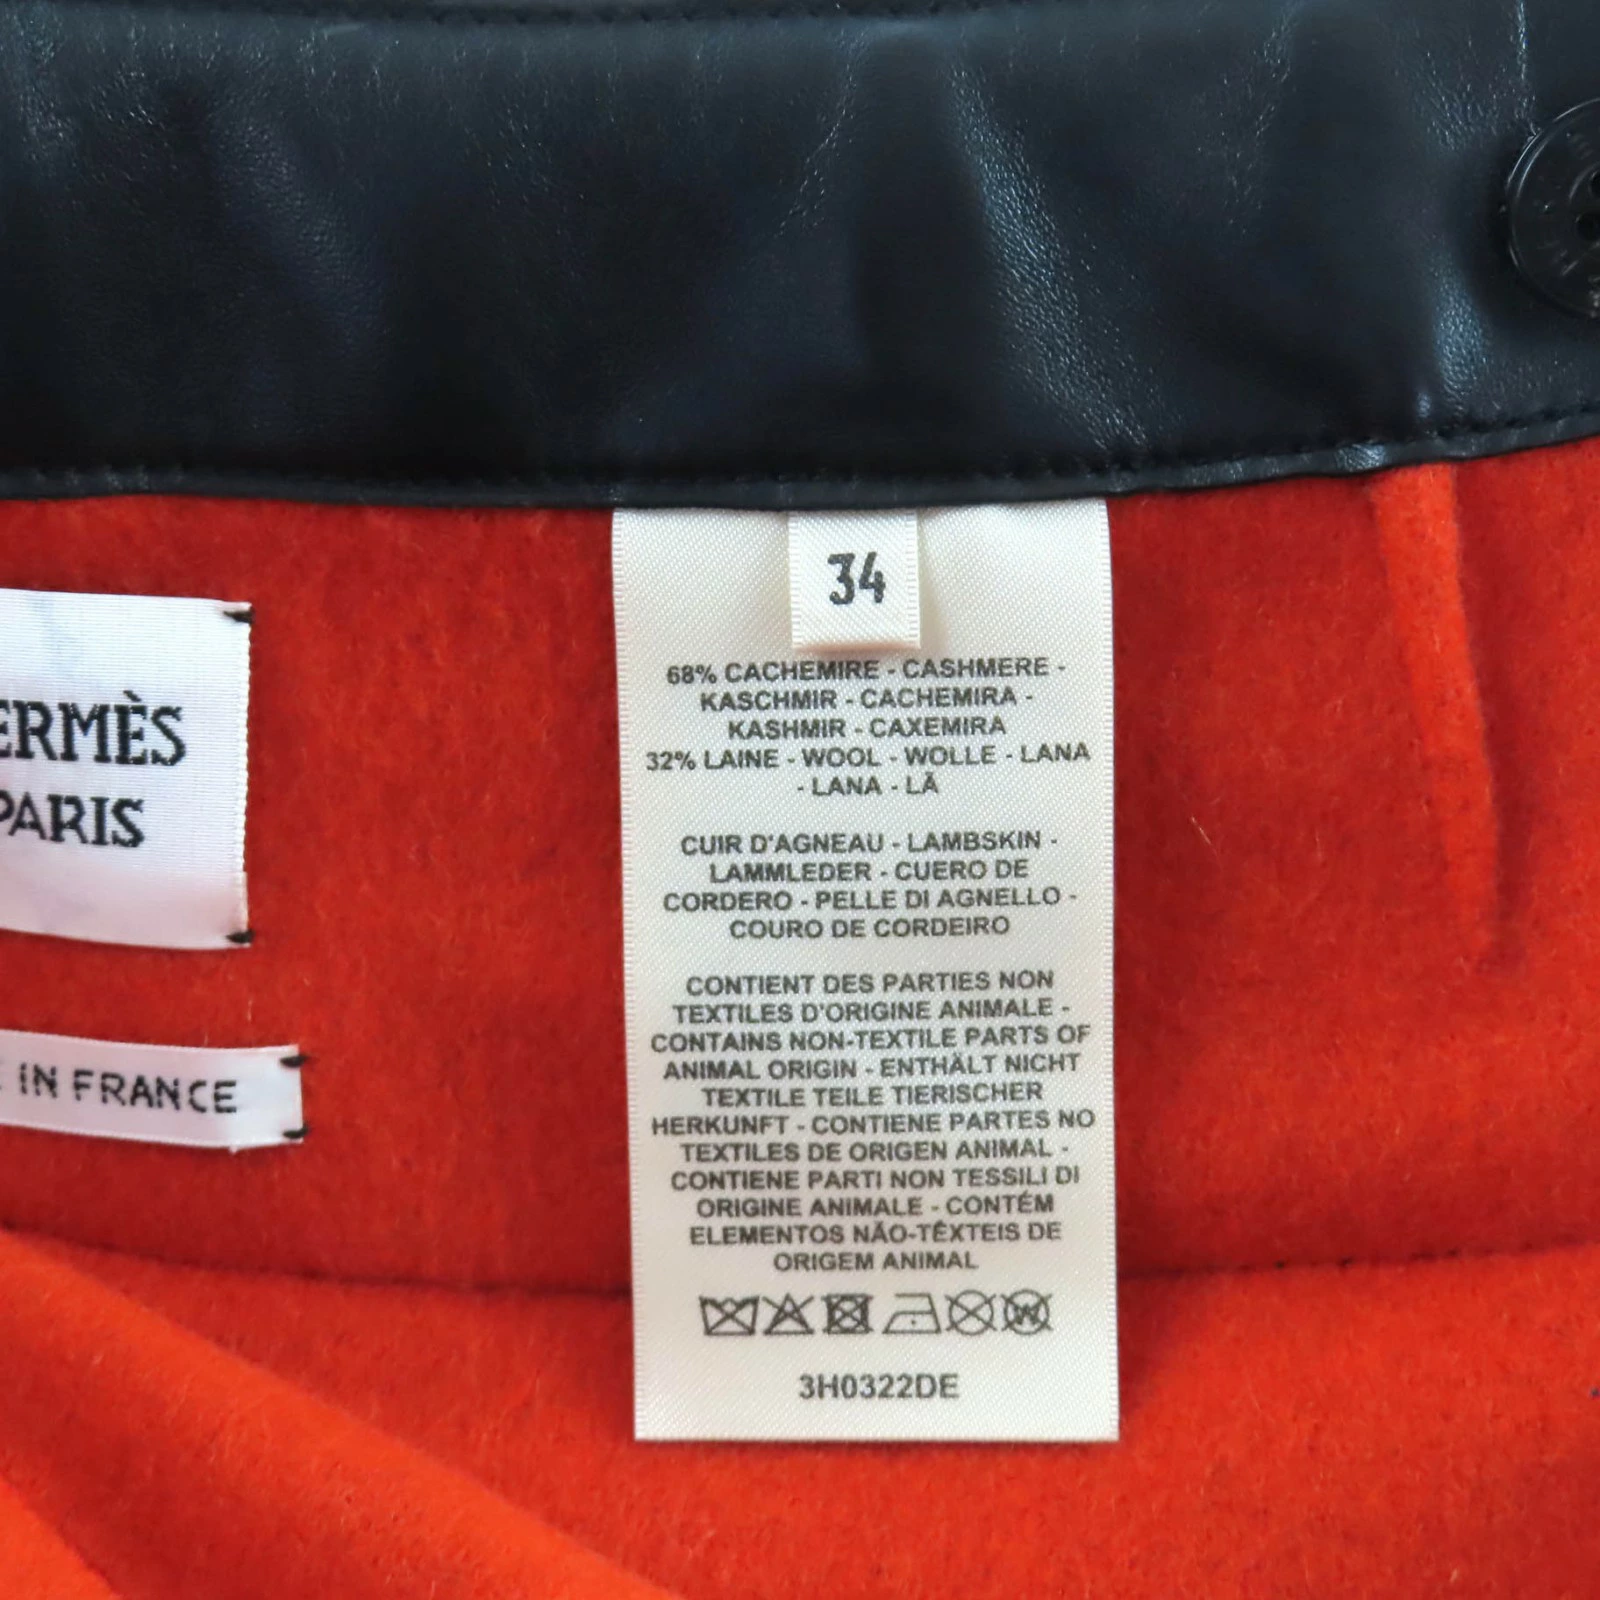 ERMÈS
PARIS
IN FRANCE
34
68% CACHEMIRE - CASHMERE -
KASCHMIR - CACHEMIRA -
KASHMIR - CAXEMIRA
32% LAINE - WOOL - WOLLE - LANA
- LANA - LÃ
CUIR D'AGNEAU - LAMBSKIN -
LAMMLEDER - CUERO DE
CORDERO - PELLE DI AGNELLO -
COURO DE CORDEIRO
CONTIENT DES PARTIES NON
TEXTILES D'ORIGINE ANIMALE -
CONTAINS NON-TEXTILE PARTS OF
ANIMAL ORIGIN - ENTHÄLT NICHT
TEXTILE TEILE TIERISCHER
HERKUNFT - CONTIENE PARTES NO
TEXTILES DE ORIGEN ANIMAL -
CONTIENE PARTI NON TESSILI DI
ORIGINE ANIMALE - CONTÉM
ELEMENTOS NÃO-TÊXTEIS DE
ORIGEM ANIMAL
W
3H0322DE